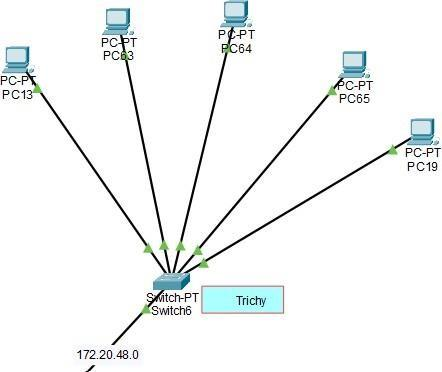 PC-PT
PC13
PC-PT
PC63
PC-PT
PC64
PC-PT
PC65
PC-PT
PC19
Switch-PT
Switch6
Trichy
172.20.48.0